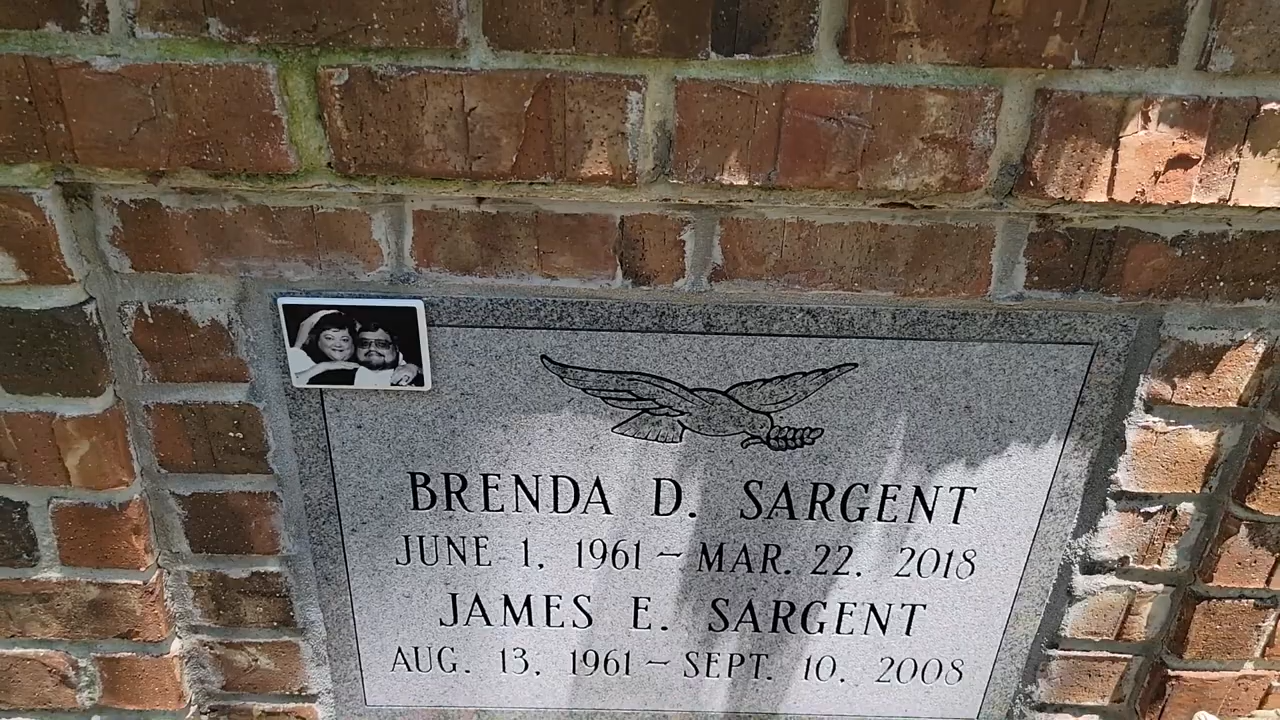 BRENDA D. SARGENT
JUNE 1, 1961 – MAR. 22, 2018
JAMES E. SARGENT
AUG. 13, 1961 – SEPT. 10, 2008